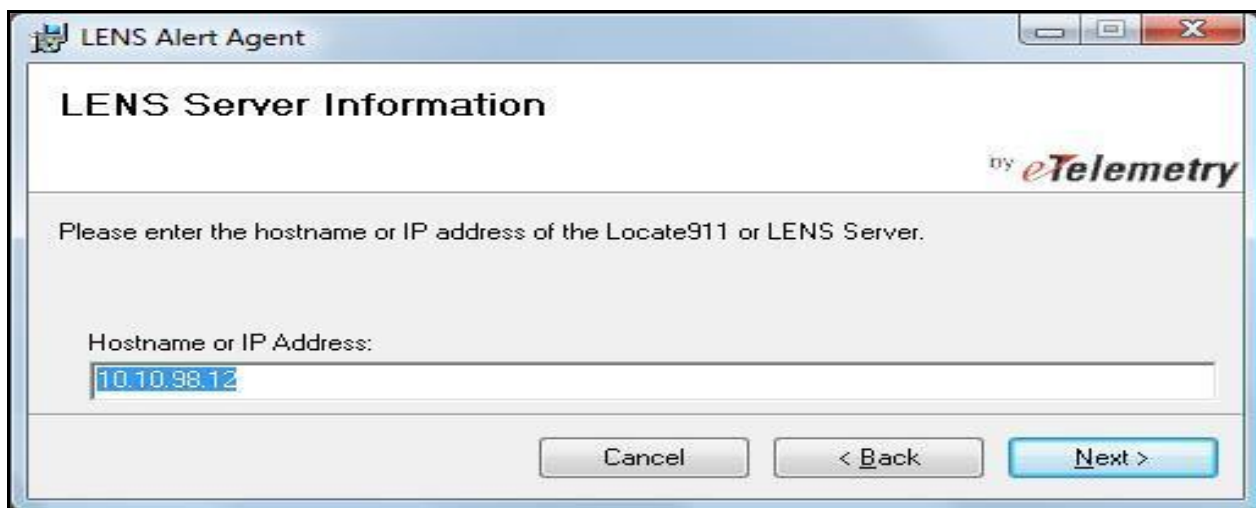 LENS Alert Agent
LENS Server Information
by eTelemetry
Please enter the hostname or IP address of the Locate911 or LENS Server.
Hostname or IP Address:
10.10.98.12
Cancel
< Back
Next >